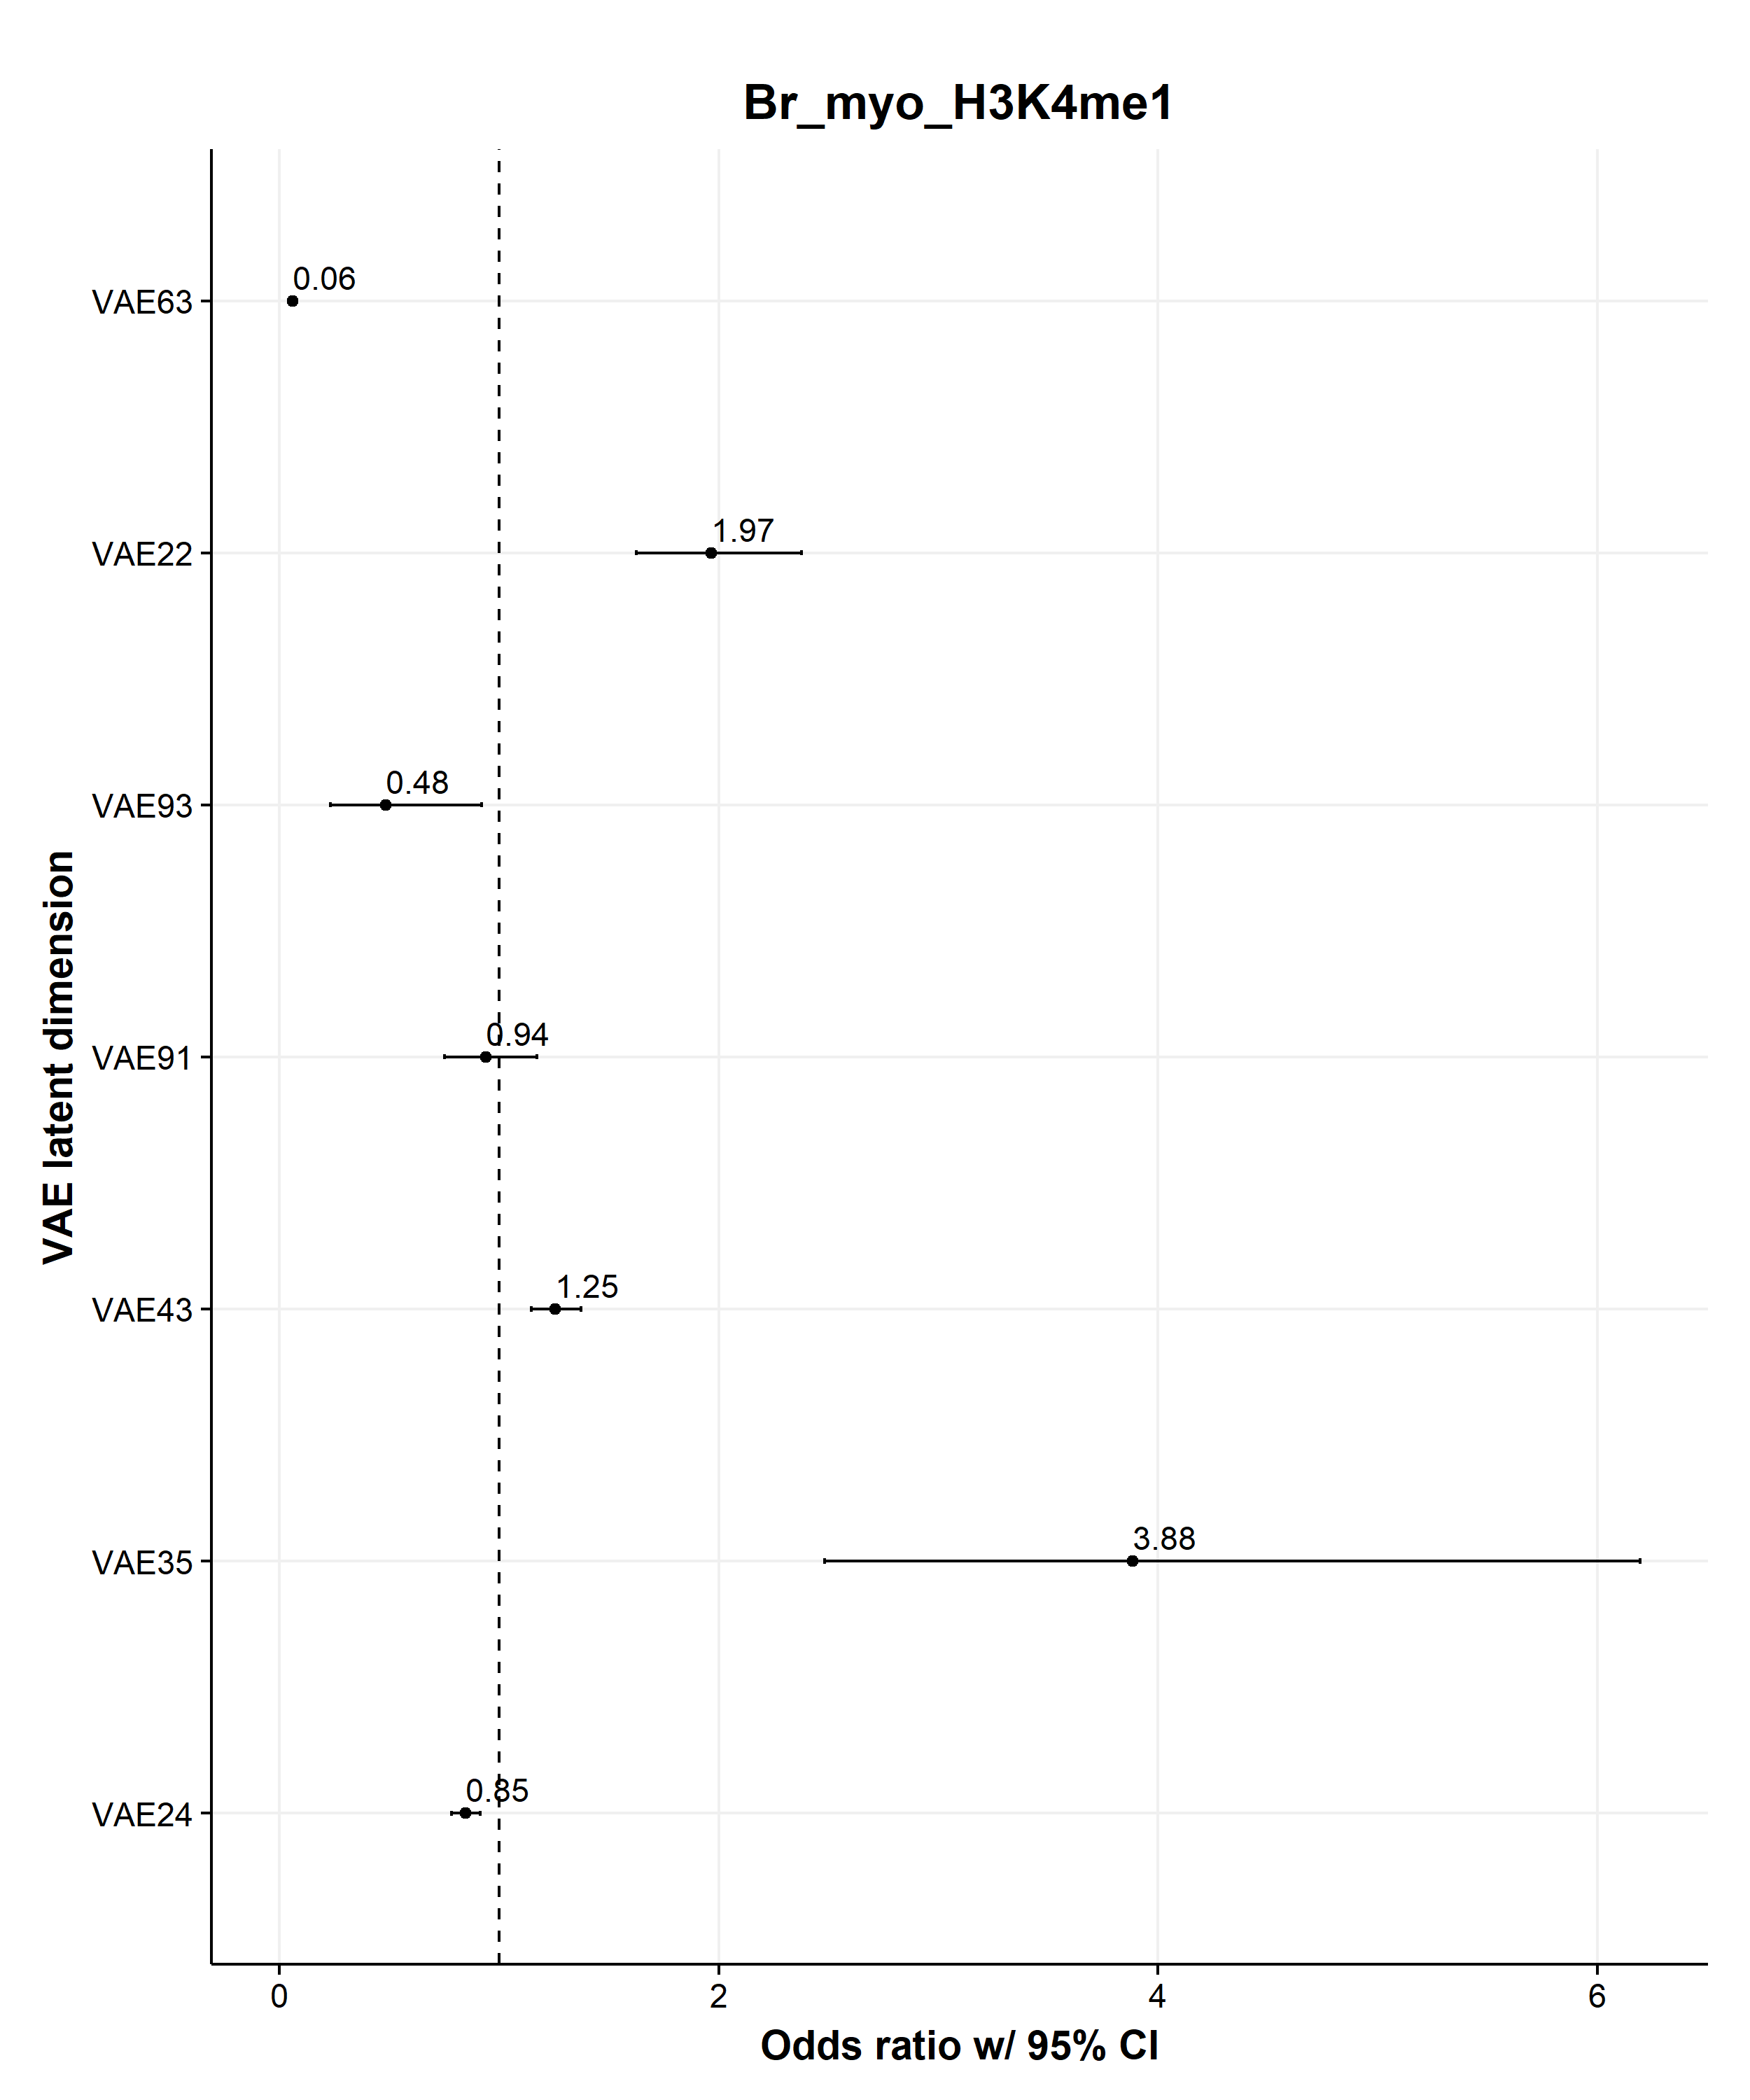 Br_myo_H3K4me1
VAE latent dimension
VAE63
0.06
VAE22
1.97
VAE93
0.48
VAE91
0.94
VAE43
1.25
VAE35
3.88
VAE24
0.85
0 2 4 6
Odds ratio w/ 95% CI